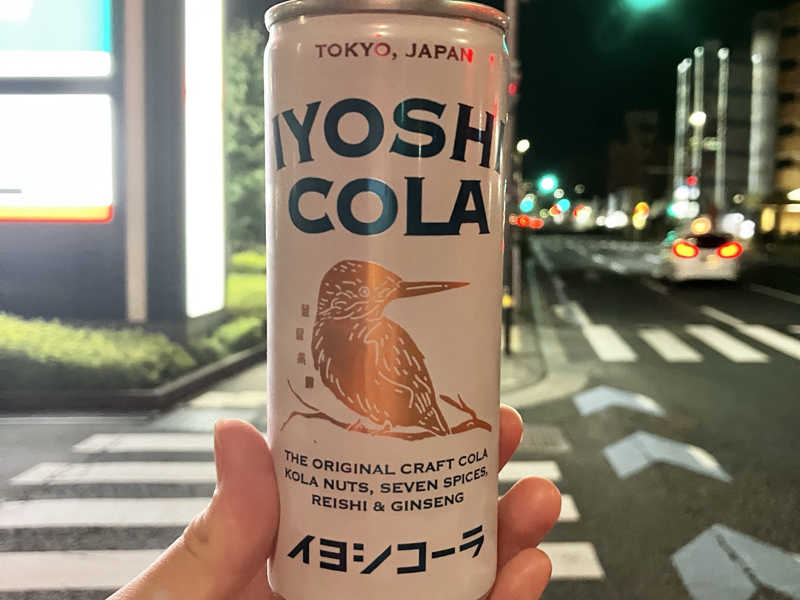 TOKYO, JAPAN
IYOSHI
COLA
THE ORIGINAL CRAFT COLA
KOLA NUTS, SEVEN SPICES,
REISHI & GINSENG
イヨシコーラ